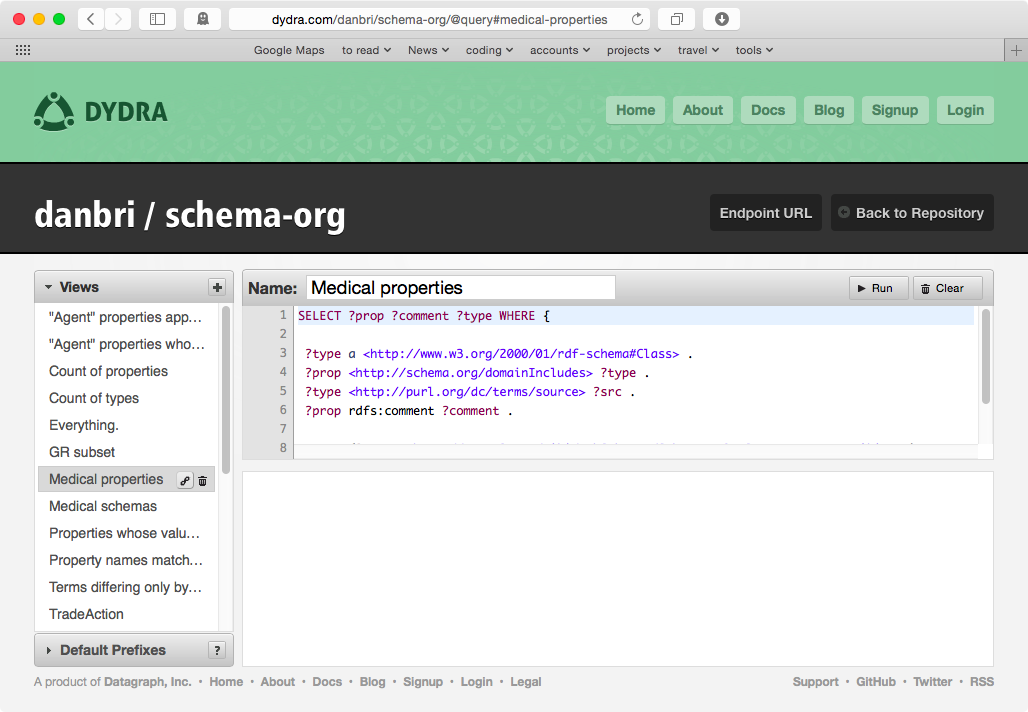 dydra.com/danbri/schema-org/@query#medical-properties
Google Maps to read News coding accounts projects travel tools
DYDRA
Home About Docs Blog Signup Login
danbri / schema-org
Endpoint URL Back to Repository
Views +
"Agent" properties app...
"Agent" properties who...
Count of properties
Count of types
Everything.
GR subset
Medical properties
Medical schemas
Properties whose valu...
Property names match...
Terms differing only by...
TradeAction
Default Prefixes ?
Name: Medical properties Run Clear
1 SELECT ?prop ?comment ?type WHERE {
2
3 ?type a <http://www.w3.org/2000/01/rdf-schema#Class> .
4 ?prop <http://schema.org/domainIncludes> ?type .
5 ?type <http://purl.org/dc/terms/source> ?src .
6 ?prop rdfs:comment ?comment .
7
8
A product of Datagraph, Inc. • Home • About • Docs • Blog • Signup • Login • Legal
Support • GitHub • Twitter • RSS